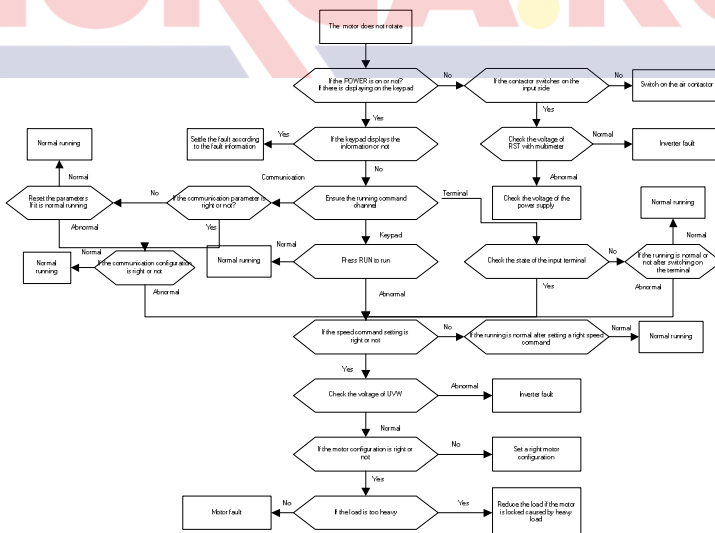 The motor does not rotate
If the POWER is on or not?
If there is displaying on the keypad
No
If the contactor switches on the
input side
No
Switch on the air contactor
Yes
Yes
Normal running
Settle the fault according
to the fault information
Yes
If the keypad displays the
information or not
Check the voltage of
RST with multimeter
Normal
Inverter fault
Normal
Communication
No
Abnormal
Reset the parameters
If it is normal running
No
If the communication parameter is
right or not?
Ensure the running command
channel
Terminal
Check the voltage of the
power supply
Normal running
Abnormal
Yes
Keypad
Normal
Normal
running
Normal
If the communication configuration
is right or not
Normal running
Normal
Press RUN to run
Check the state of the input terminal
No
If the running is normal or
not after switching on
the terminal
Abnormal
Abnormal
Yes
Abnormal
If the speed command setting is
right or not
No
If the running is normal after setting a right speed
command
Normal
Normal running
Yes
Check the voltage of UVW
Abnormal
Inverter fault
Normal
If the motor configuration is right or
not
No
Set a right motor
configuration
Yes
Motor fault
No
If the load is too heavy
Yes
Reduce the load if the motor
is locked caused by heavy
load